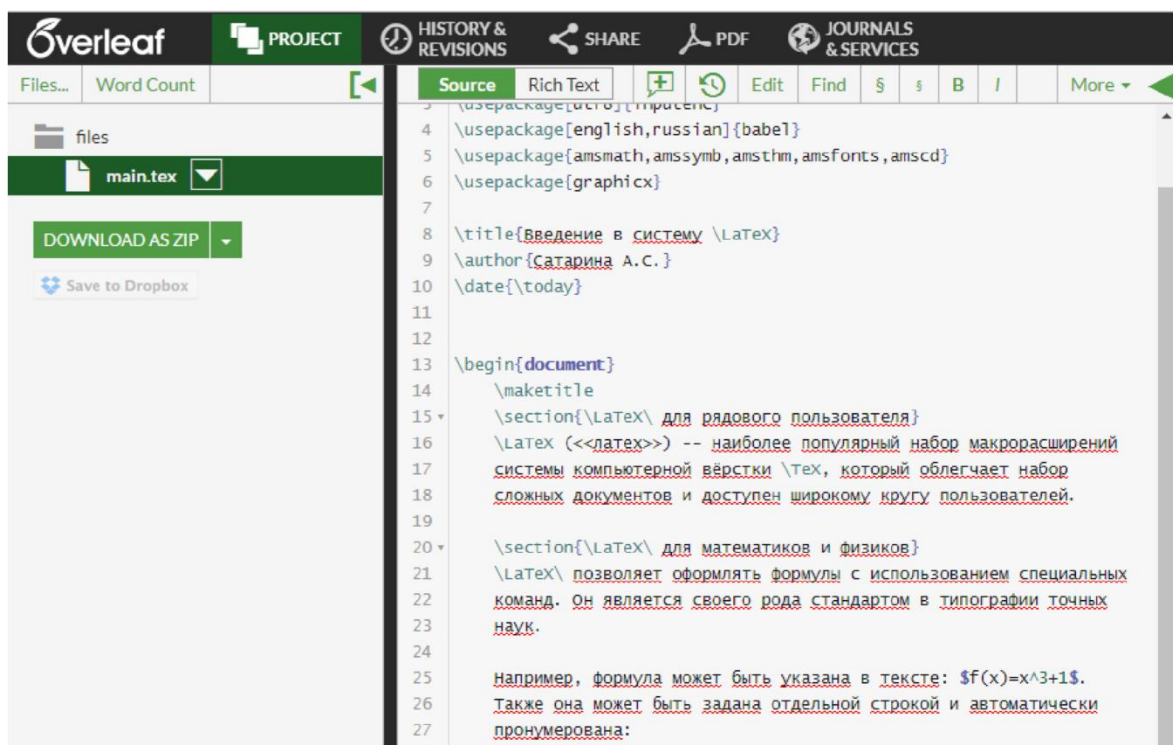 Overleaf PROJECT HISTORY & REVISIONS SHARE PDF JOURNALS & SERVICES
Files... Word Count
Source Rich Text Edit Find § § B I More
files
main.tex
DOWNLOAD AS ZIP
Save to Dropbox
3 \usepackage[utf8]{inputenc}
4 \usepackage[english,russian]{babel}
5 \usepackage{amsmath,amssymb,amsthm,amsfonts,amscd}
6 \usepackage{graphicx}
7
8 \title{Введение в систему \LaTeX}
9 \author{Сатарина А.С.}
10 \date{\today}
11
12
13 \begin{document}
14 \maketitle
15 \section{\LaTeX\ для рядового пользователя}
16 \LaTeX (<<латех>>) -- наиболее популярный набор макрорасширений
17 системы компьютерной вёрстки \TeX, который облегчает набор
18 сложных документов и доступен широкому кругу пользователей.
19
20 \section{\LaTeX\ для математиков и физиков}
21 \LaTeX\ позволяет оформлять формулы с использованием специальных
22 команд. Он является своего рода стандартом в типографии точных
23 наук.
24
25 Например, формула может быть указана в тексте: $f(x)=x^3+1$.
26 Также она может быть задана отдельной строкой и автоматически
27 пронумерована: